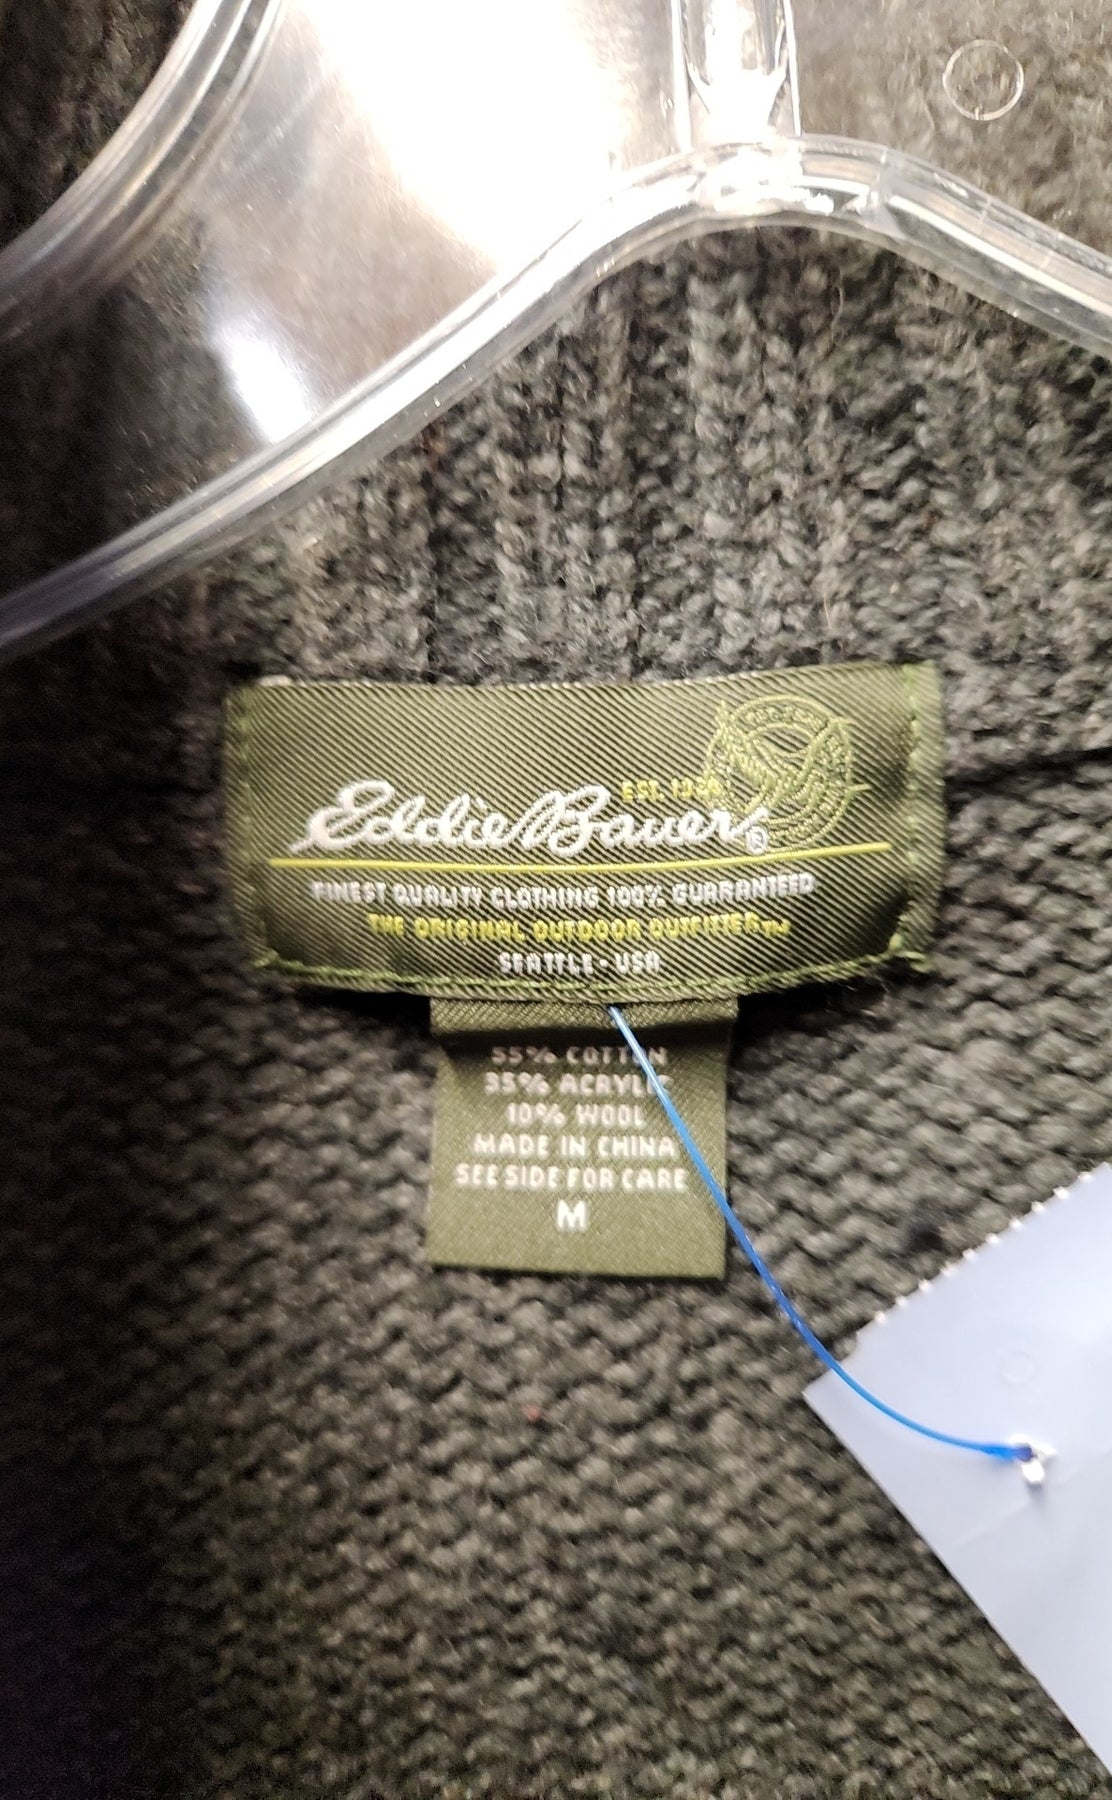 EST. 1920
Eddie Bauer®
FINEST QUALITY CLOTHING 100% GUARANTEED
THE ORIGINAL OUTDOOR OUTFITTER™
SEATTLE · USA
55% COTTON
35% ACRYLIC
10% WOOL
MADE IN CHINA
SEE SIDE FOR CARE
M